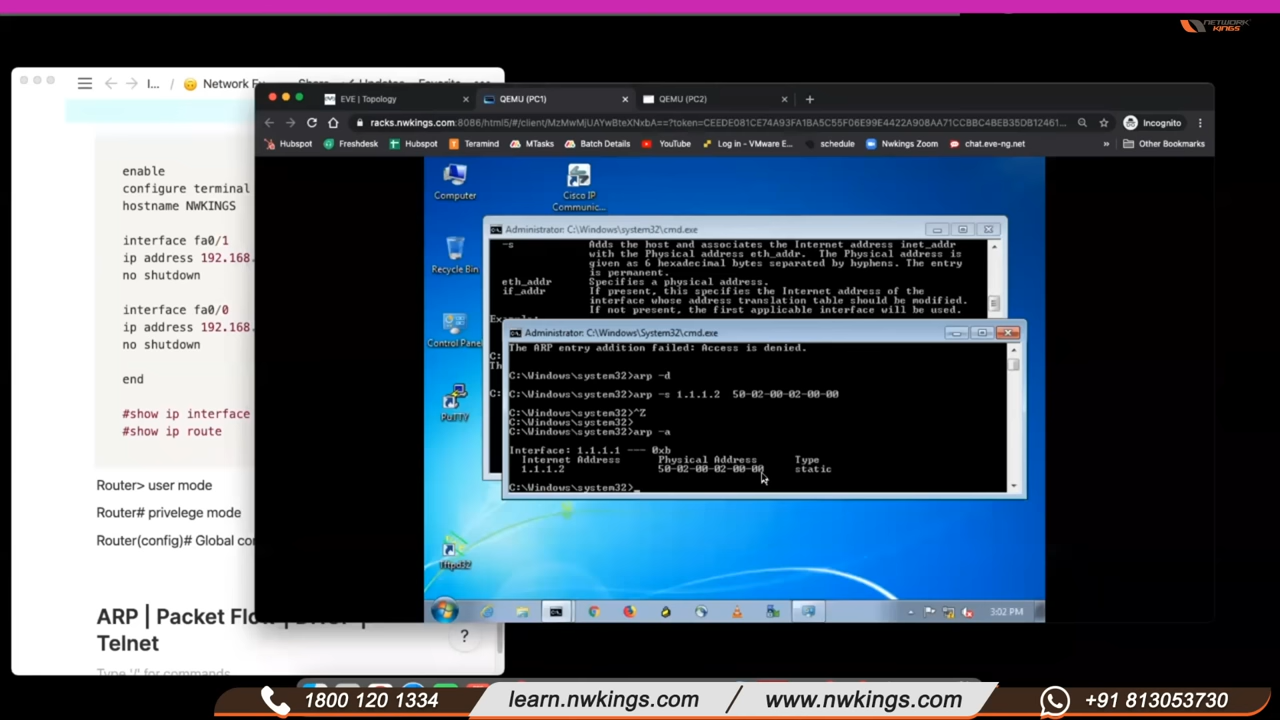 NETWORK
KINGS
I... / Network
EVE | Topology
QEMU (PC1)
QEMU (PC2)
racks.nwkings.com:8086/html5/#/client/
Incognito
Hubspot
Freshdesk
Hubspot
Teramind
MTasks
Batch Details
YouTube
Log in - VMware E...
schedule
Nwkings Zoom
chat.eve-ng.net
»
Other Bookmarks
enable
configure terminal
hostname NWKINGS
interface fa0/1
ip address 192.168.
no shutdown
interface fa0/0
ip address 192.168.
no shutdown
end
#show ip interface
#show ip route
Router> user mode
Router# privelege mode
Router(config)# Global
ARP | Packet
Telnet
Type '/' for commands
?
Computer
Cisco IP
Communic...
Recycle Bin
Control Panel
PuTTY
Tftpd32
Administrator: C:\Windows\system32\cmd.exe
-s Adds the host and associates the Internet address inet_addr
with the Physical address eth_addr. The Physical address is
given as 6 hexadecimal bytes separated by hyphens. The entry
is permanent.
eth_addr Specifies a physical address.
if_addr If present, this specifies the Internet address of the
interface whose address translation table should be modified.
If not present, the first applicable interface will be used.
Administrator: C:\Windows\System32\cmd.exe
The ARP entry addition failed: Access is denied.
C:\Windows\system32>arp -d
C:\Windows\system32>arp -s 1.1.1.2 50-02-00-02-00-00
C:\Windows\system32>^Z
C:\Windows\system32>
C:\Windows\system32>arp -a
Interface: 1.1.1.1 --- 0xb
Internet Address Physical Address Type
1.1.1.2 50-02-00-02-00-00 static
C:\Windows\system32>_
3:02 PM
1800 120 1334
learn.nwkings.com / www.nwkings.com
+91 813053730